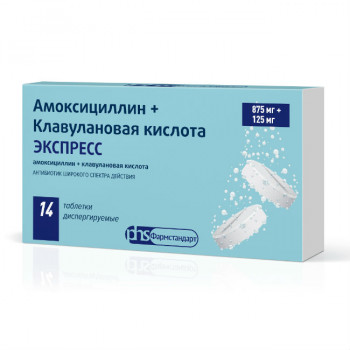 Амоксициллин +
Клавулановая кислота
ЭКСПРЕСС
амоксициллин + клавулановая кислота
АНТИБИОТИК ШИРОКОГО СПЕКТРА ДЕЙСТВИЯ
875 мг +
125 мг
14 таблетки
диспергируемые
phs Фармстандарт